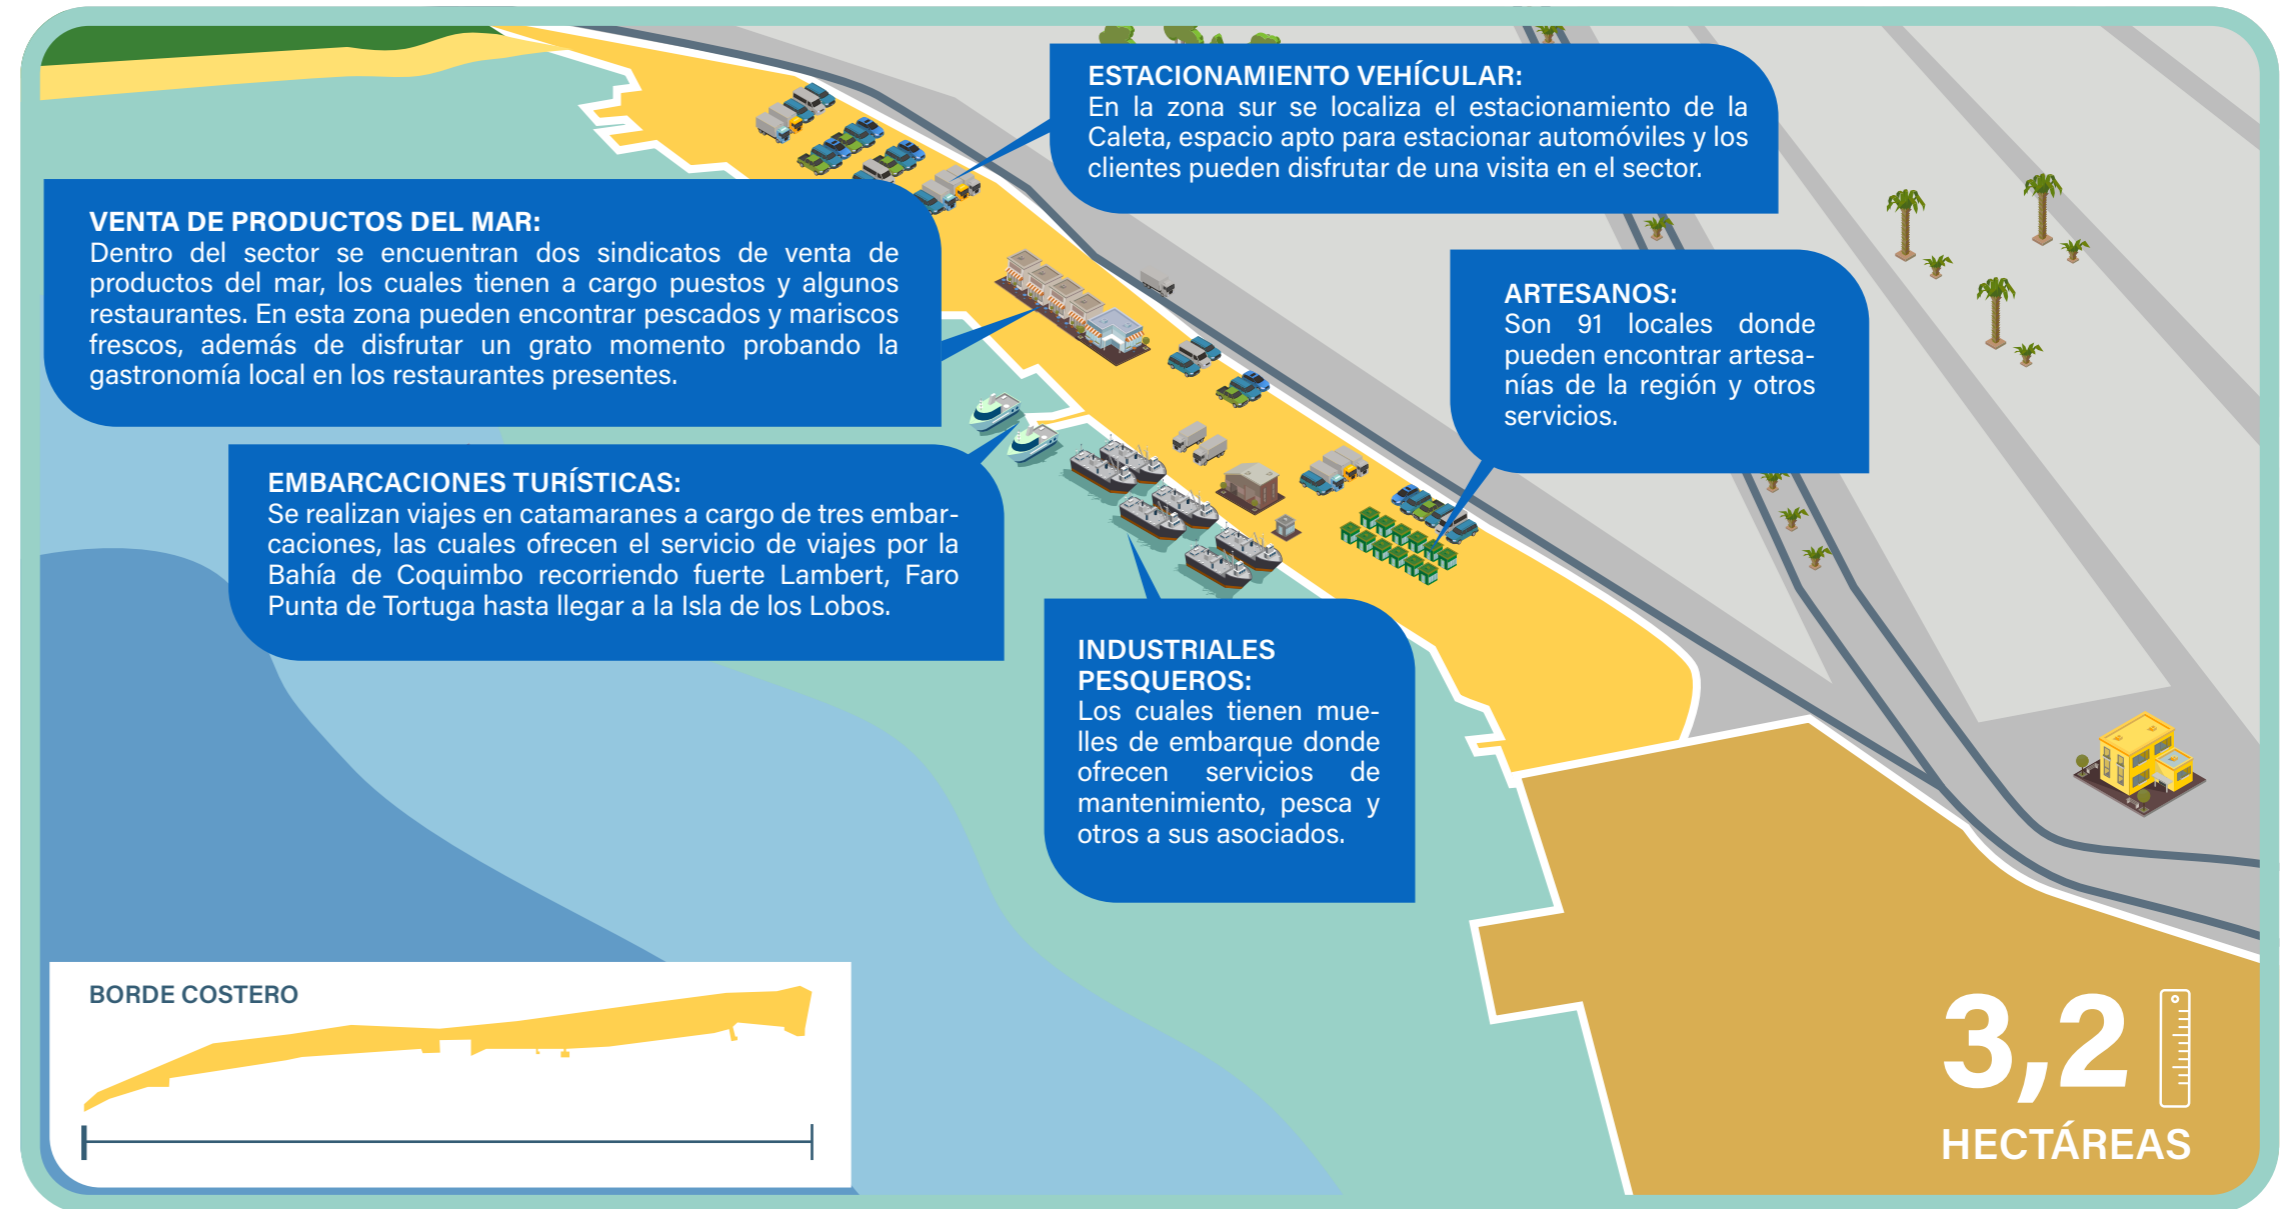 ESTACIONAMIENTO VEHÍCULAR:
En la zona sur se localiza el estacionamiento de la
Caleta, espacio apto para estacionar automóviles y los
clientes pueden disfrutar de una visita en el sector.
VENTA DE PRODUCTOS DEL MAR:
Dentro del sector se encuentran dos sindicatos de venta de
productos del mar, los cuales tienen a cargo puestos y algunos
restaurantes. En esta zona pueden encontrar pescados y mariscos
frescos, además de disfrutar un grato momento probando la
gastronomía local en los restaurantes presentes.
ARTESANOS:
Son 91 locales donde
pueden encontrar artesa-
nías de la región y otros
servicios.
EMBARCACIONES TURÍSTICAS:
Se realizan viajes en catamaranes a cargo de tres embar-
caciones, las cuales ofrecen el servicio de viajes por la
Bahía de Coquimbo recorriendo fuerte Lambert, Faro
Punta de Tortuga hasta llegar a la Isla de los Lobos.
INDUSTRIALES
PESQUEROS:
Los cuales tienen mue-
lles de embarque donde
ofrecen servicios de
mantenimiento, pesca y
otros a sus asociados.
BORDE COSTERO
3,2
HECTÁREAS